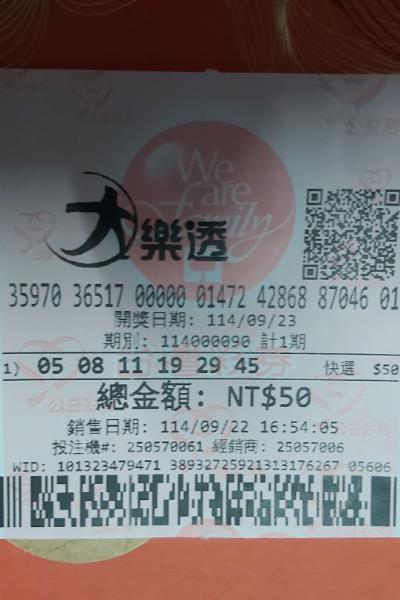 We
are
family
大樂透
35970 36517 00000 01472 42868 87046 01
開獎日期: 114/09/23
期別: 114000090 計1期
1) 05 08 11 19 29 45 快選 $50
總金額: NT$50
銷售日期: 114/09/22 16:54:05
投注機#: 250570061 經銷商: 25057006
WID: 101323479471 38932725921313176267 05606